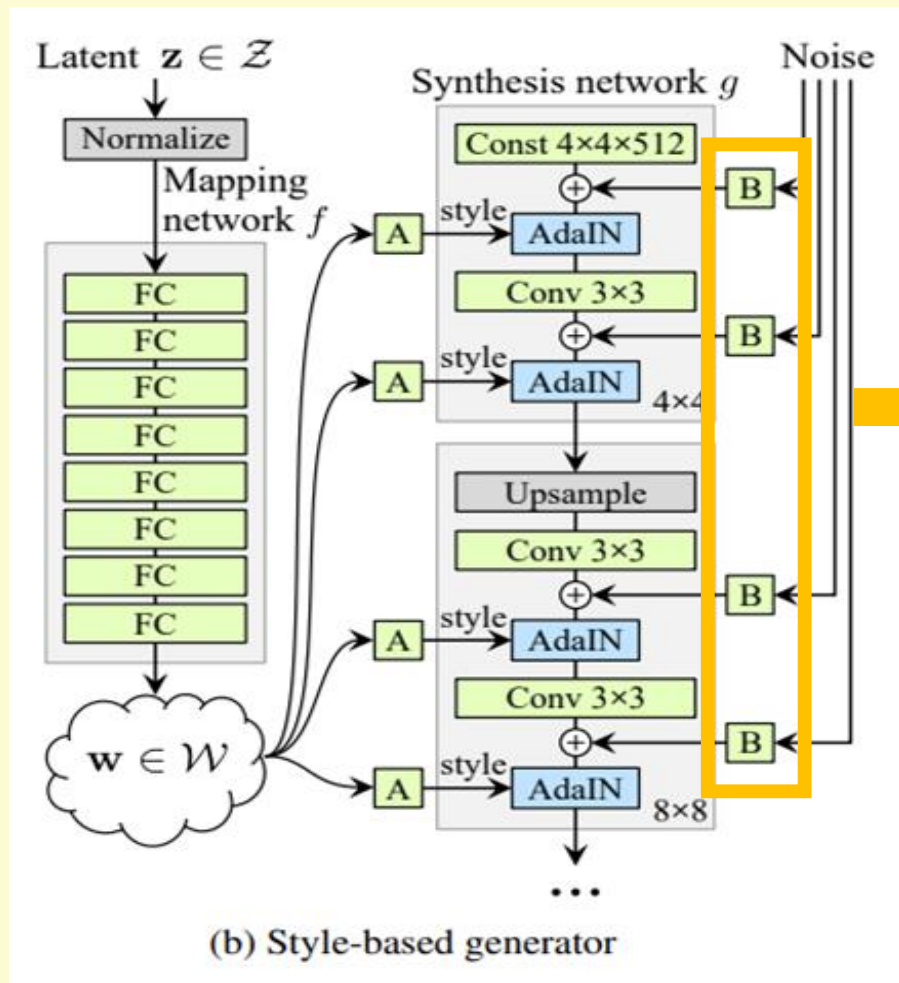 Latent z ∈ Z
Normalize
Mapping
network f
FC
FC
FC
FC
FC
FC
FC
FC
w ∈ W
A
style
A
style
A
style
A
style
Synthesis network g
Const 4×4×512
+
AdaIN
Conv 3×3
+
AdaIN
4×4
Upsample
Conv 3×3
+
AdaIN
Conv 3×3
+
AdaIN
8×8
...
Noise
B
B
B
B
(b) Style-based generator